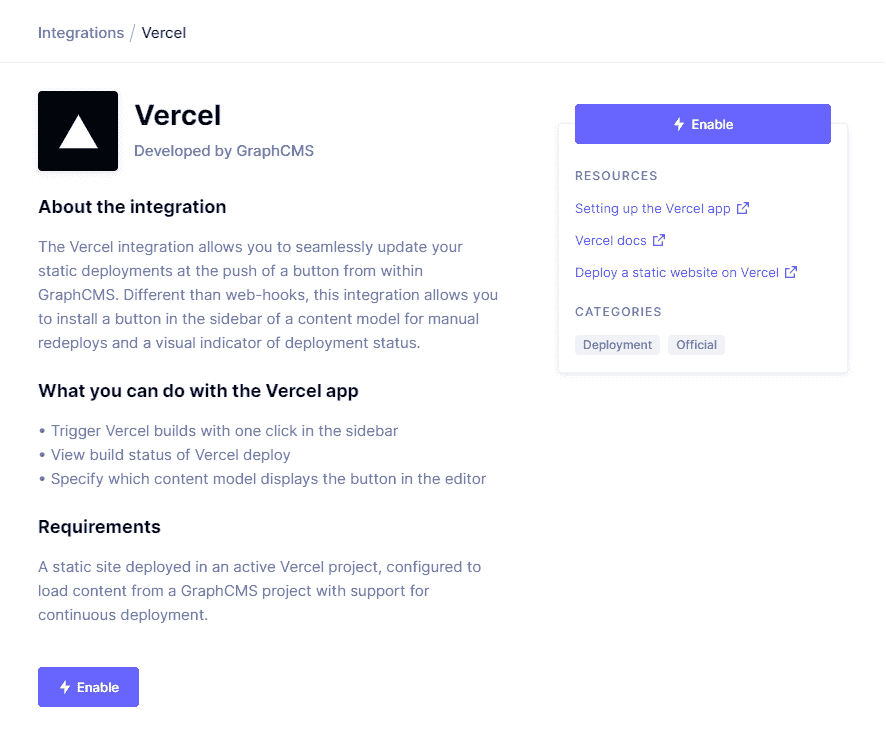 Integrations / Vercel
Vercel
Developed by GraphCMS
About the integration
The Vercel integration allows you to seamlessly update your
static deployments at the push of a button from within
GraphCMS. Different than web-hooks, this integration allows you
to install a button in the sidebar of a content model for manual
redeploys and a visual indicator of deployment status.
What you can do with the Vercel app
• Trigger Vercel builds with one click in the sidebar
• View build status of Vercel deploy
• Specify which content model displays the button in the editor
Requirements
A static site deployed in an active Vercel project, configured to
load content from a GraphCMS project with support for
continuous deployment.
Enable
Enable
RESOURCES
Setting up the Vercel app
Vercel docs
Deploy a static website on Vercel
CATEGORIES
Deployment Official